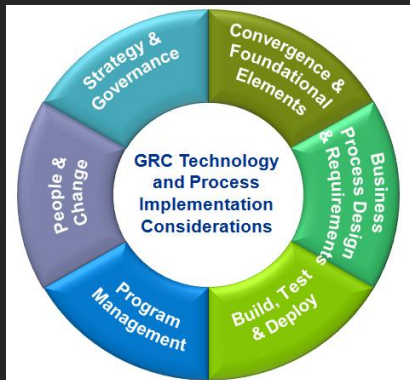 GRC Technology
and Process
Implementation
Considerations
Convergence &
Foundational
Elements
Business
Process Design
& Requirements
Build, Test
& Deploy
Program
Management
People &
Change
Strategy &
Governance